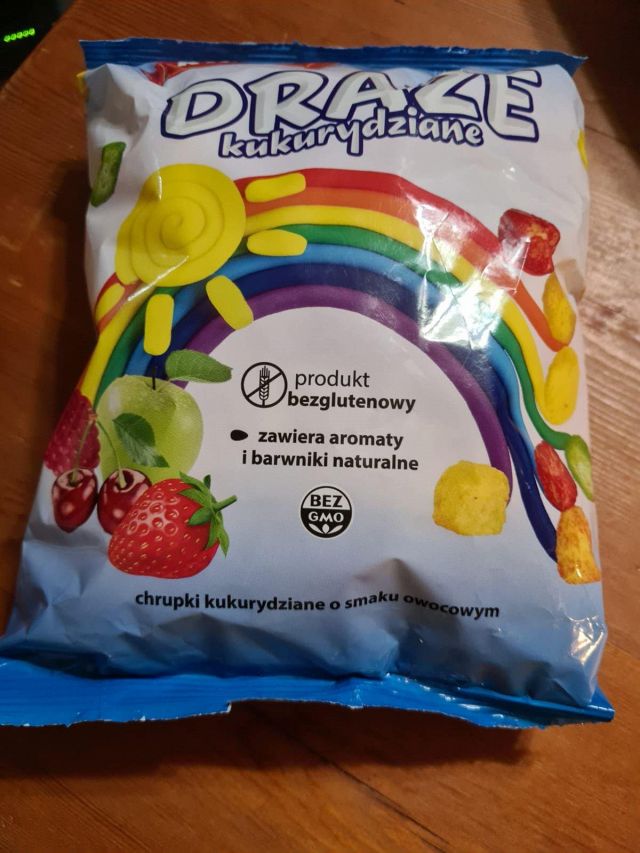 DRAŻE
kukurydziane
produkt
bezglutenowy
zawiera aromaty
i barwniki naturalne
BEZ
GMO
chrupki kukurydziane o smaku owocowym